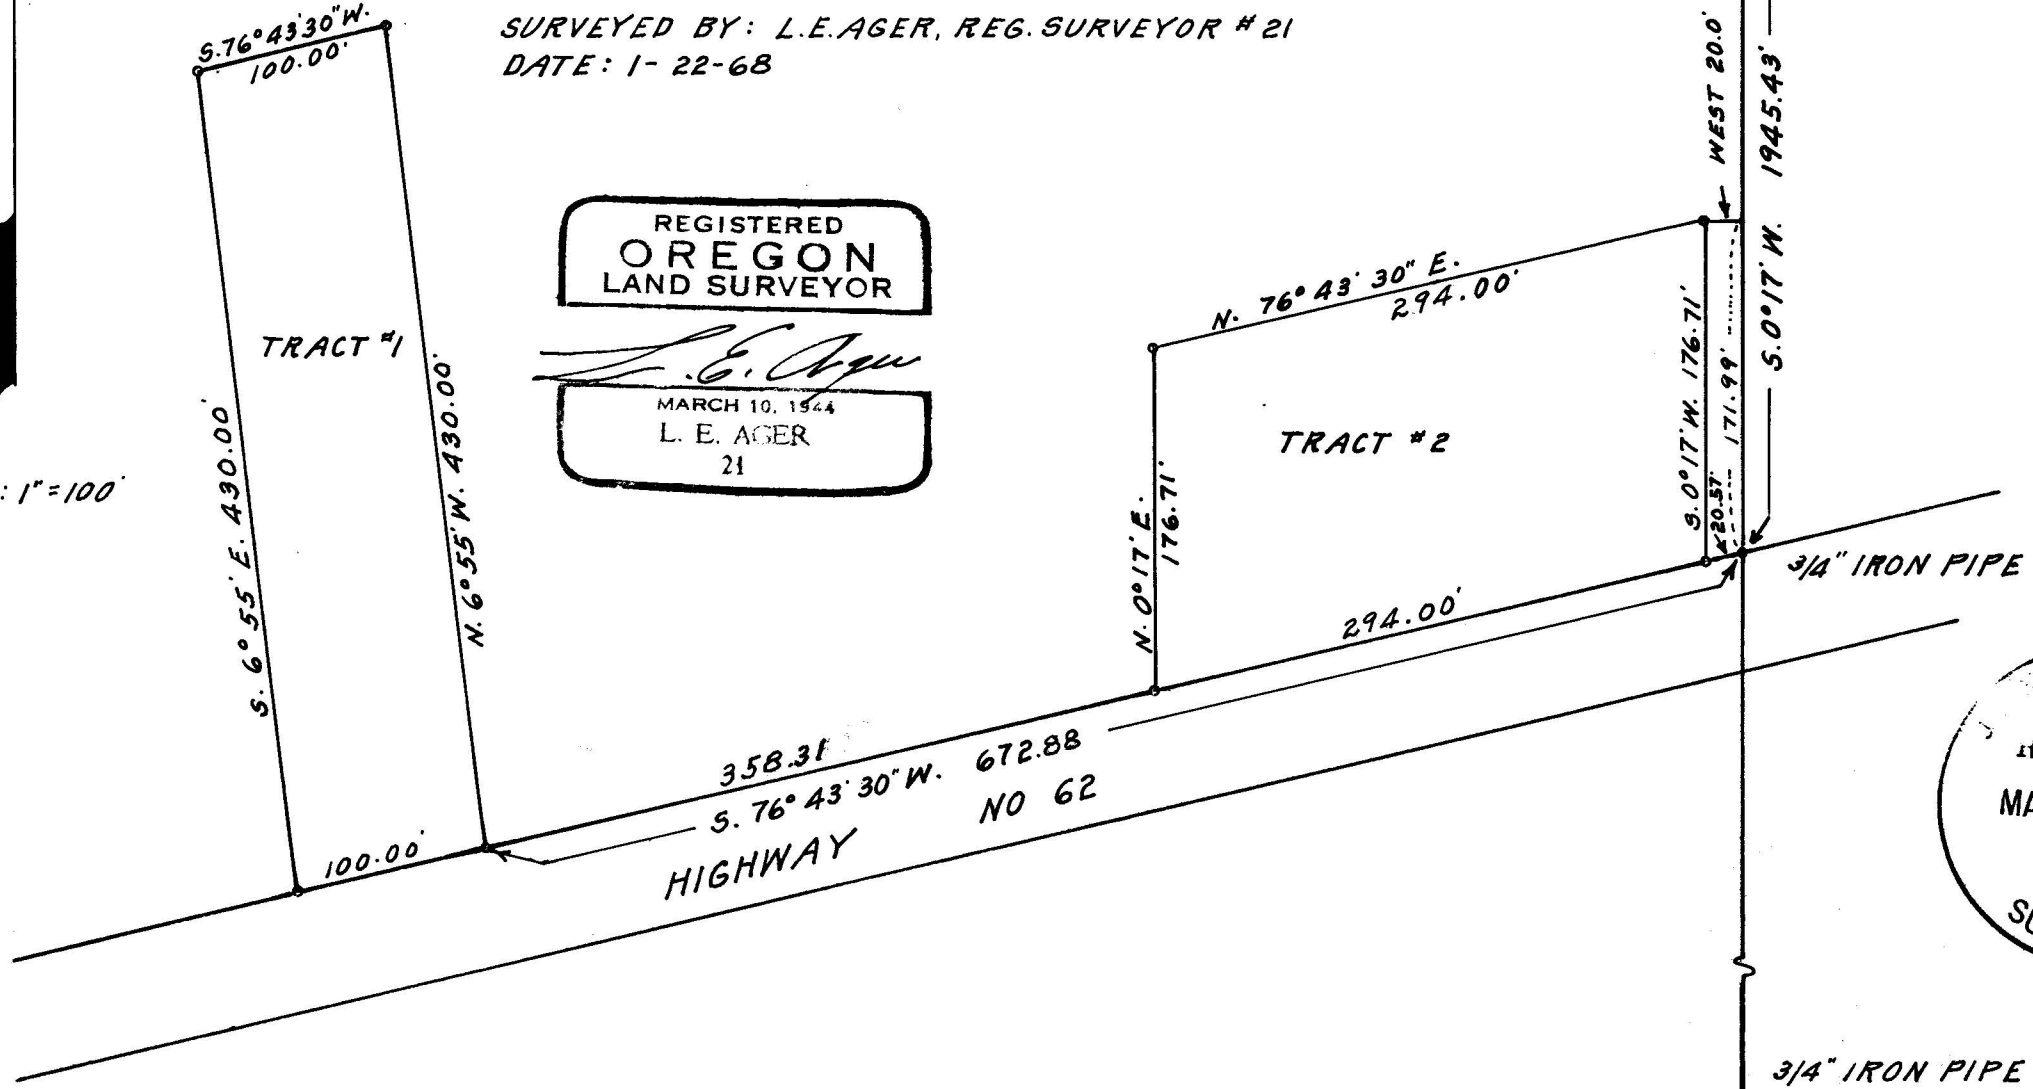 SURVEYED BY: L.E.AGER, REG. SURVEYOR # 21
DATE: 1-22-68
S.76°43'30"W.
100.00'
WEST 20.0'
S.0°17'W. 1945.43'
REGISTERED
OREGON
LAND SURVEYOR
L.E. Ager
MARCH 10, 1944
L. E. AGER
21
TRACT #1
S. 6°55' E. 430.00'
N. 6°55' W. 430.00'
: 1"=100'
N. 76°43'30" E.
294.00'
TRACT #2
N. 0°17' E.
176.71'
S. 0°17' W. 176.71'
171.99'
20.57'
3/4" IRON PIPE
294.00'
358.31
S. 76°43'30" W. 672.88
100.00'
HIGHWAY NO 62
MA
SU
3/4" IRON PIPE